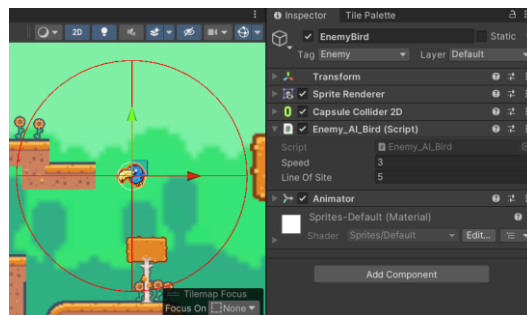 Inspector Tile Palette
2D
EnemyBird Static
Tag Enemy Layer Default
Transform
Sprite Renderer
Capsule Collider 2D
Enemy_AI_Bird (Script)
Script Enemy_AI_Bird
Speed 3
Line Of Site 5
Animator
Sprites-Default (Material)
Shader Sprites/Default Edit...
Add Component
Tilemap Focus
Focus On None